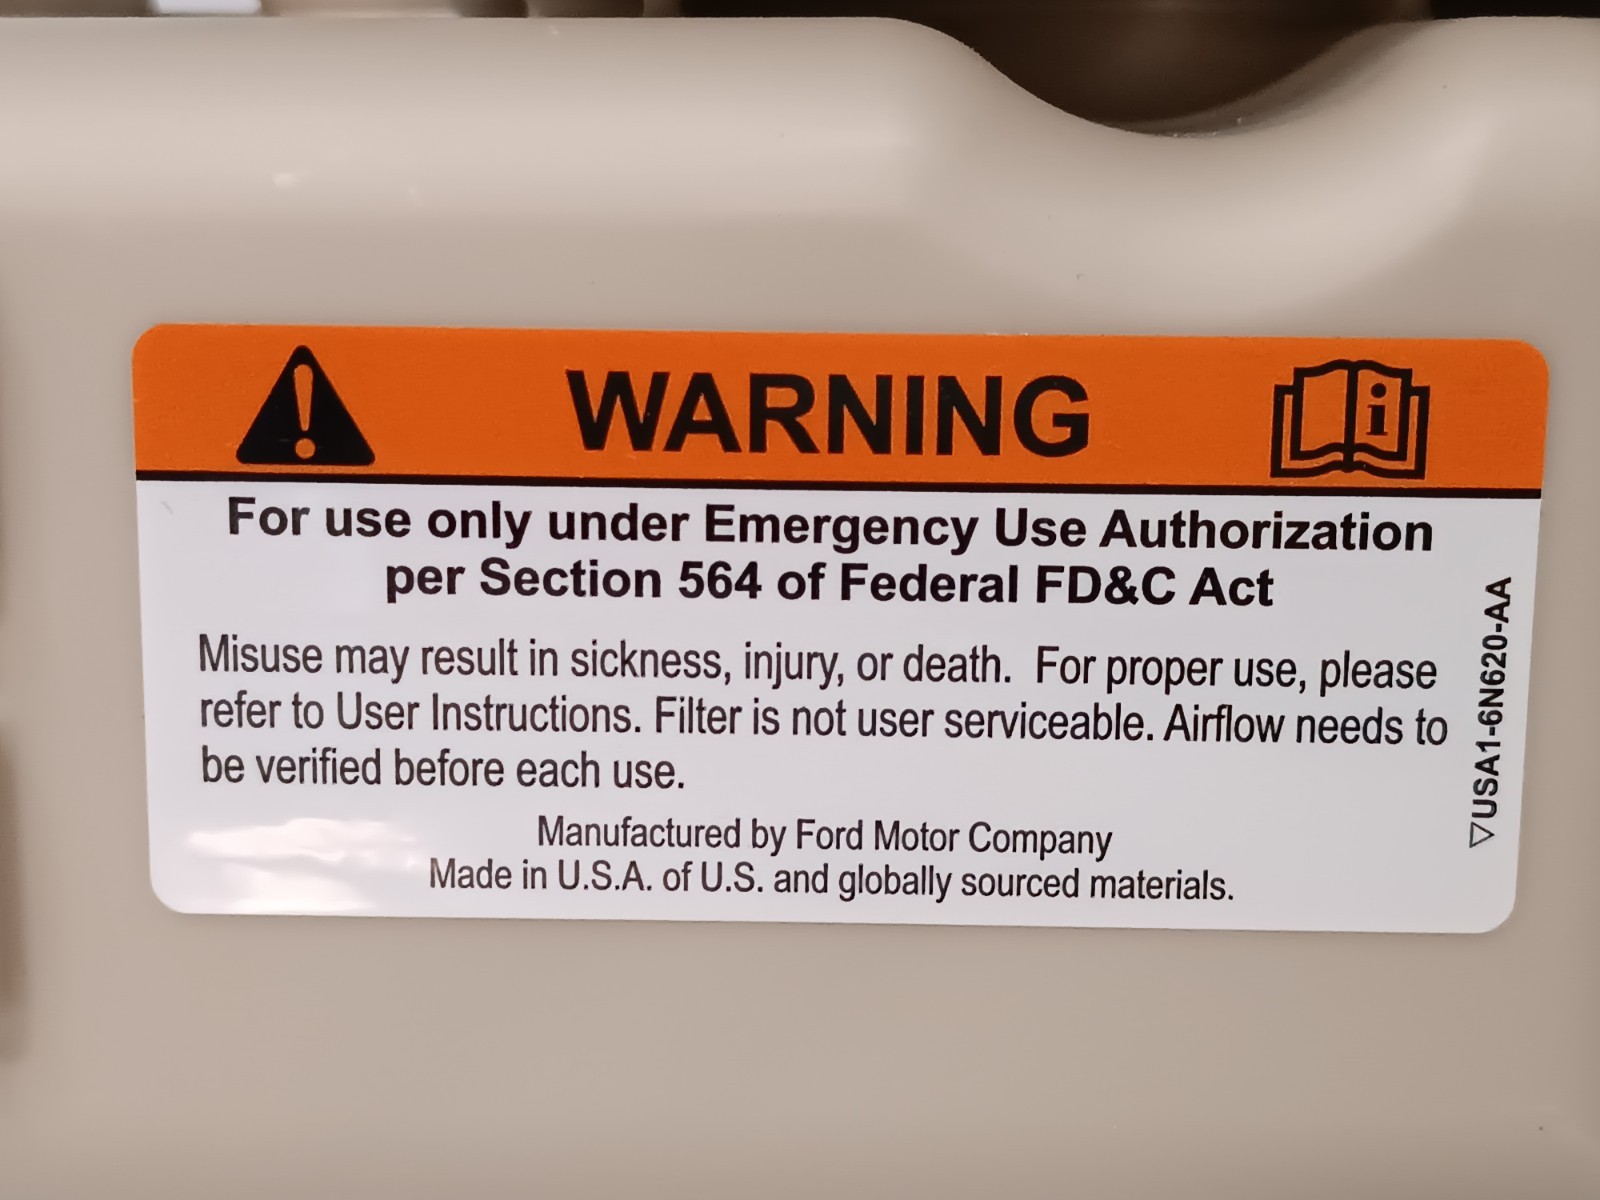 WARNING
For use only under Emergency Use Authorization
per Section 564 of Federal FD&C Act
Misuse may result in sickness, injury, or death.  For proper use, please
refer to User Instructions. Filter is not user serviceable. Airflow needs to
be verified before each use.
Manufactured by Ford Motor Company
Made in U.S.A. of U.S. and globally sourced materials.
▽USA1-6N620-AA